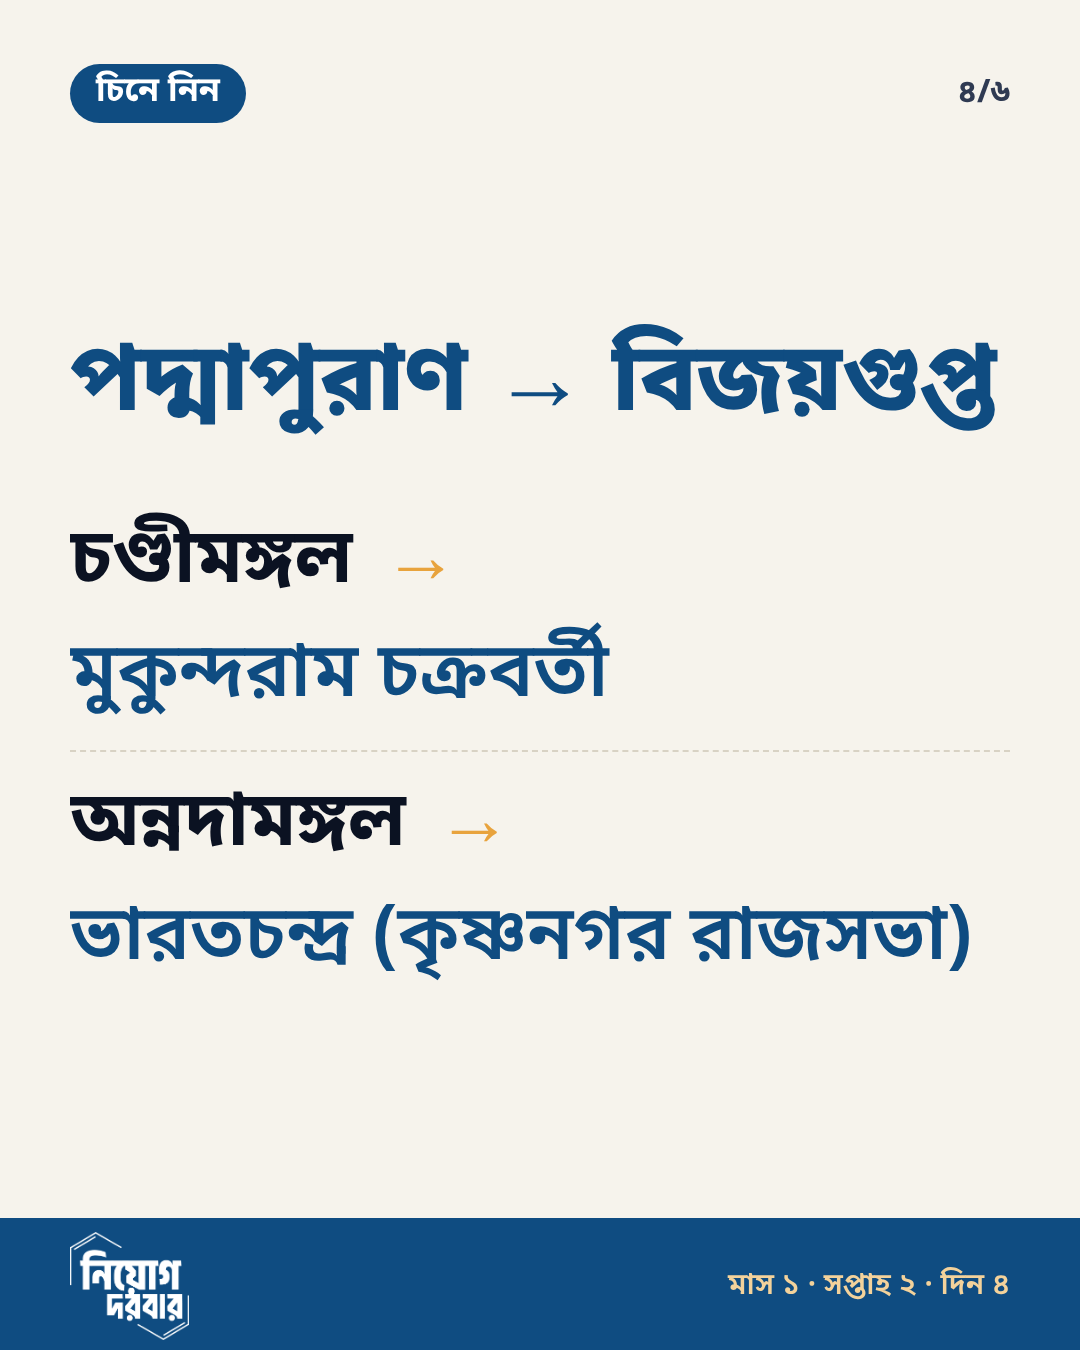 চিনে নিন
৪/৬
পদ্মাপুরাণ → বিজয়গুপ্ত
চণ্ডীমঙ্গল →
মুকুন্দরাম চক্রবর্তী
অন্নদামঙ্গল →
ভারতচন্দ্র (কৃষ্ণনগর রাজসভা)
নিয়োগ
দরবার
মাস ১ · সপ্তাহ ২ · দিন ৪